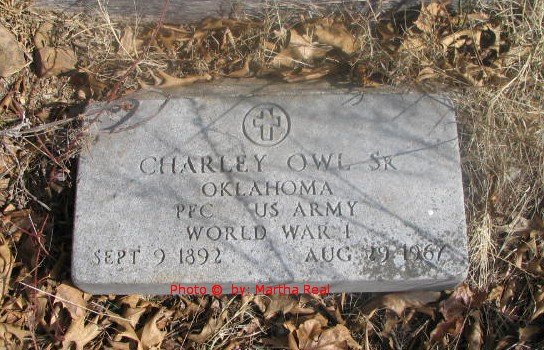 CHARLEY OWL SR
OKLAHOMA
PFC US ARMY
WORLD WAR I
SEPT 9 1892 AUG 29 1967
Photo © by: Martha Real